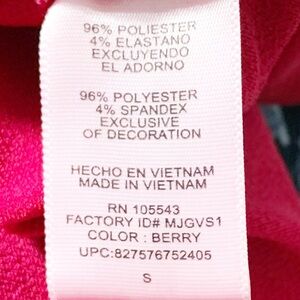 96% POLIESTER
4% ELASTANO
EXCLUYENDO
EL ADORNO
96% POLYESTER
4% SPANDEX
EXCLUSIVE
OF DECORATION
HECHO EN VIETNAM
MADE IN VIETNAM
RN 105543
FACTORY ID# MJGVS1
COLOR : BERRY
UPC:827576752405
S